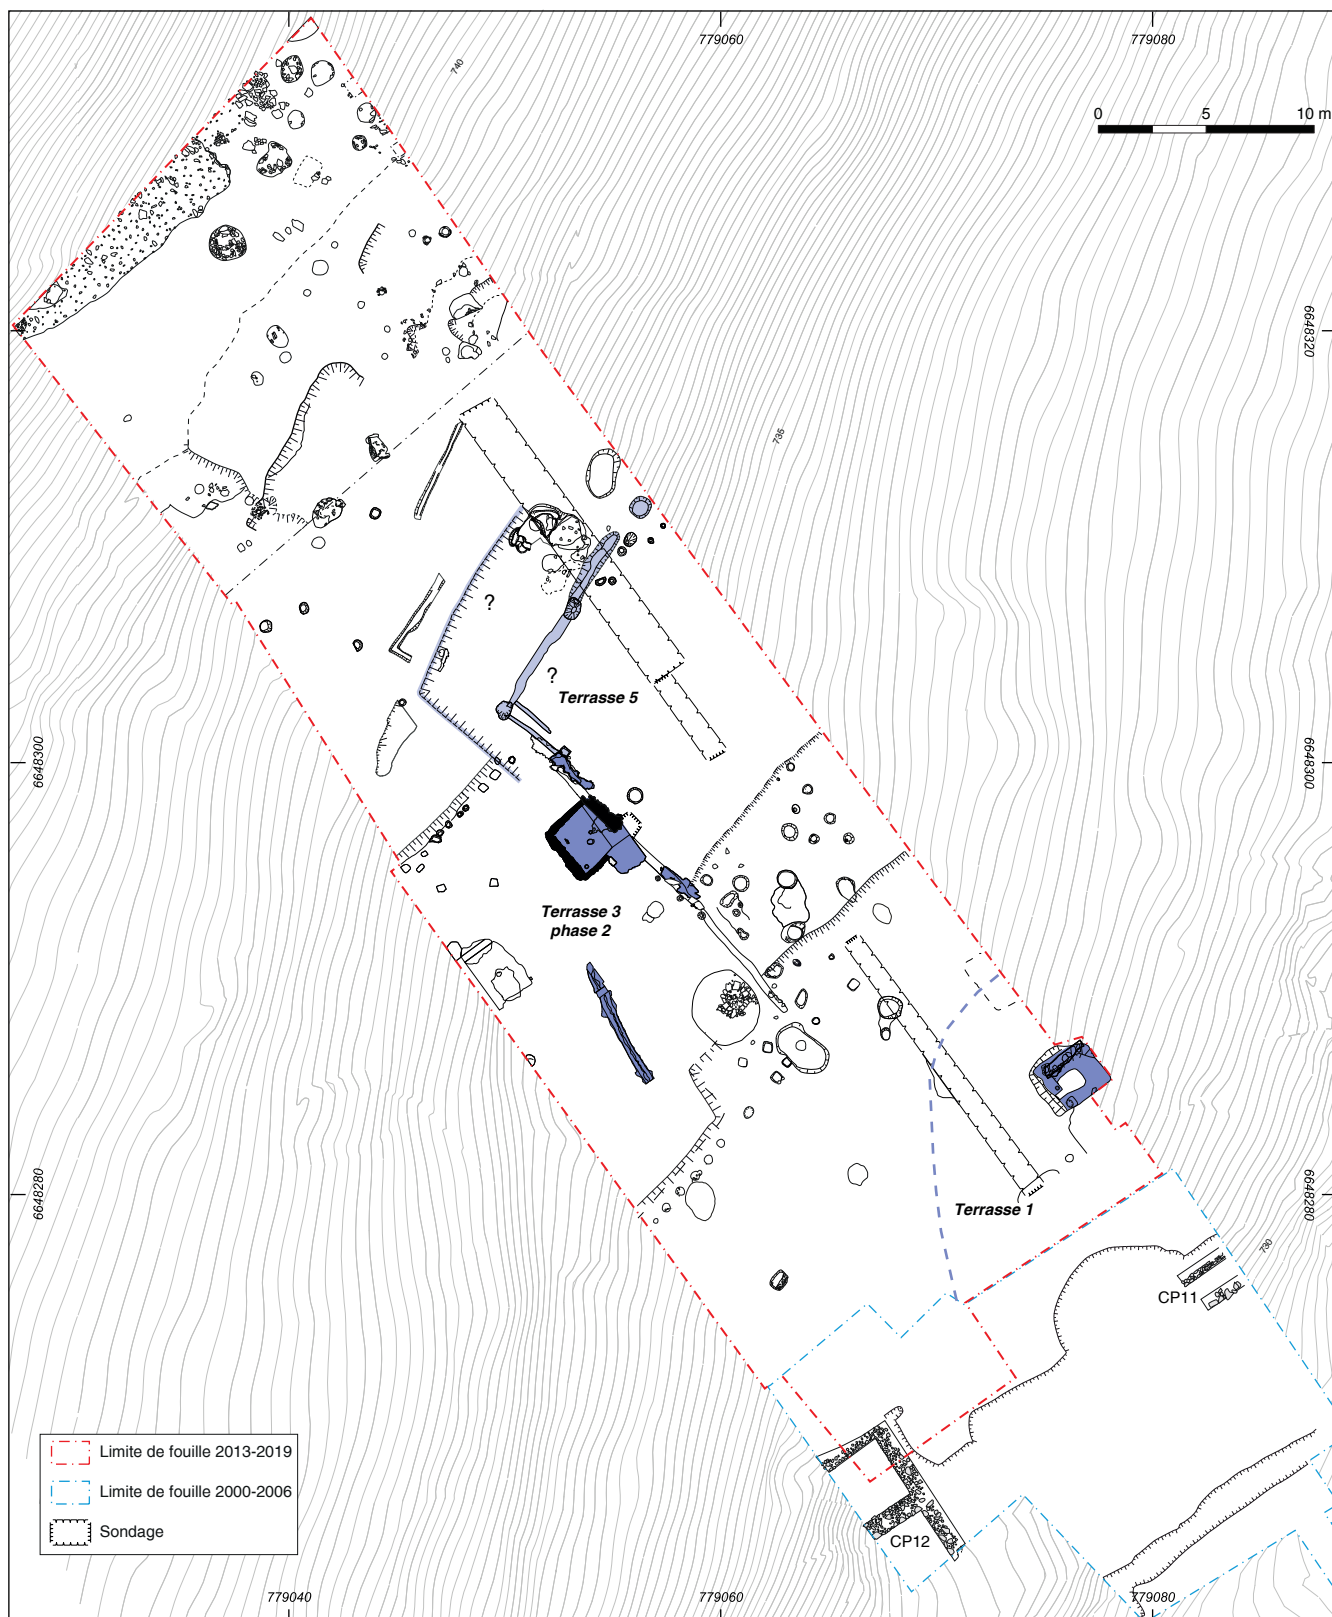 779060
779080
740
0 5 10 m
6648320
6648320
735
?
?
Terrasse 5
6648300
6648300
Terrasse 3
phase 2
6648280
6648280
Terrasse 1
730
CP11
CP12
Limite de fouille 2013-2019
Limite de fouille 2000-2006
Sondage
779040
779060
779080